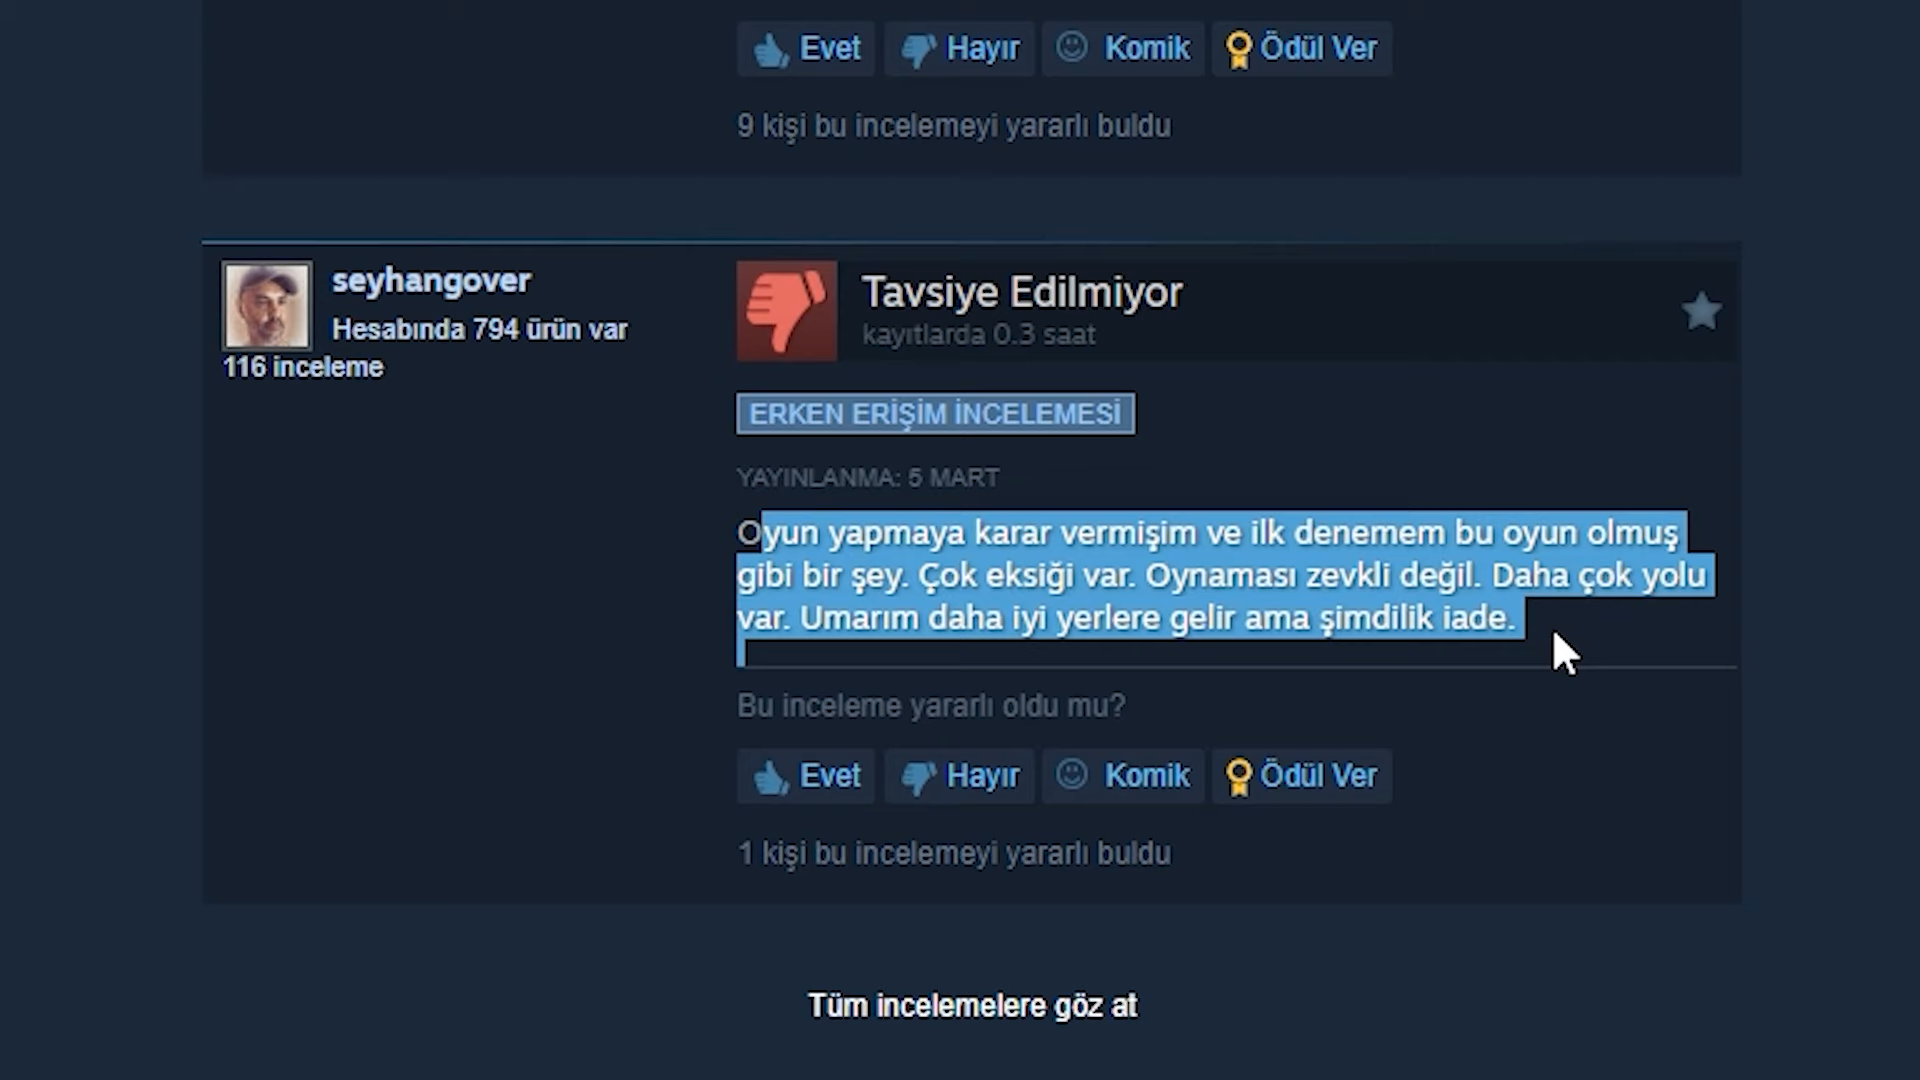 Evet Hayır Komik Ödül Ver
9 kişi bu incelemeyi yararlı buldu
seyhangover
Hesabında 794 ürün var
116 inceleme
Tavsiye Edilmiyor
kayıtlarda 0.3 saat
ERKEN ERİŞİM İNCELEMESİ
YAYINLANMA: 5 MART
Oyun yapmaya karar vermişim ve ilk denemem bu oyun olmuş
gibi bir şey. Çok eksiği var. Oynaması zevkli değil. Daha çok yolu
var. Umarım daha iyi yerlere gelir ama şimdilik iade.
Bu inceleme yararlı oldu mu?
Evet Hayır Komik Ödül Ver
1 kişi bu incelemeyi yararlı buldu
Tüm incelemelere göz at